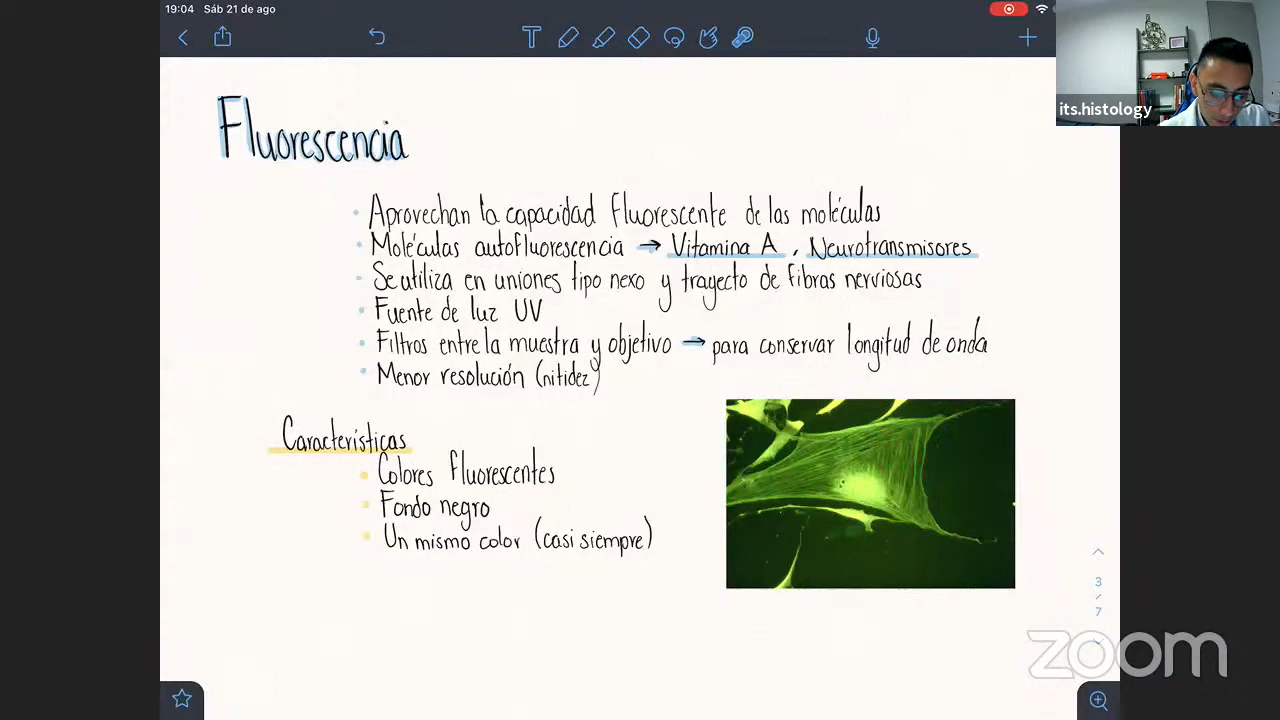 19:04 Sáb 21 de ago
its.histology
Fluorescencia
• Aprovechan la capacidad fluorescente de las moléculas
• Moléculas autofluorescencia → Vitamina A, Neurotransmisores
• Se utiliza en uniones tipo nexo y trayecto de fibras nerviosas
• Fuente de luz UV
• Filtros entre la muestra y objetivo → para conservar longitud de onda
• Menor resolución (nitidez)
Características
• Colores fluorescentes
• Fondo negro
• Un mismo color (casi siempre)
3
/
7
zoom